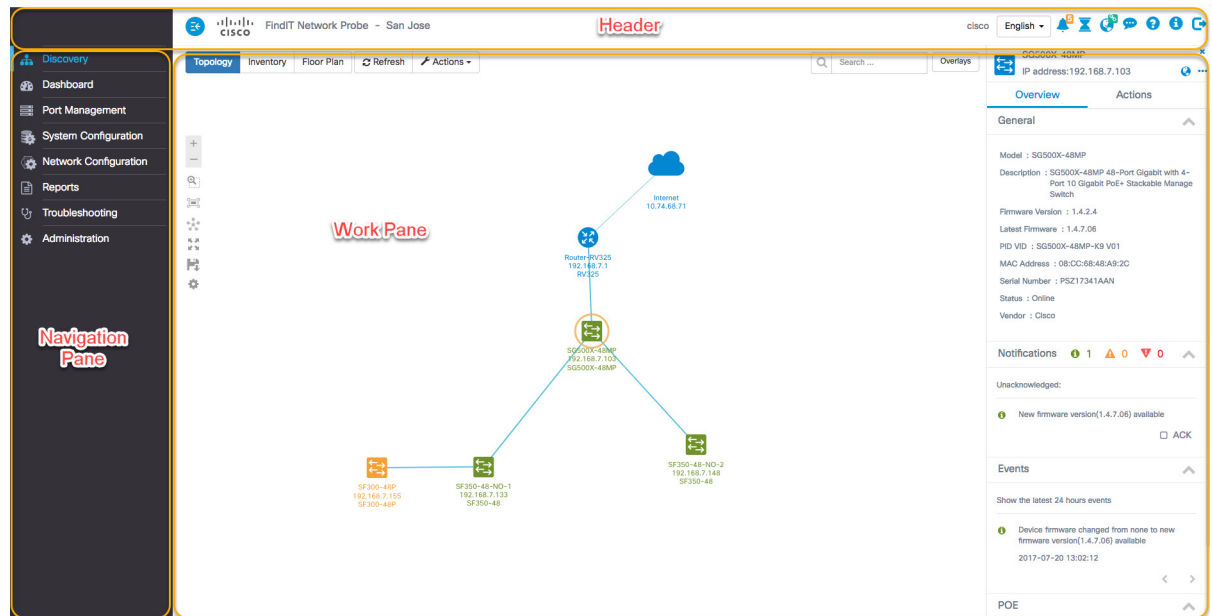 cisco
FindIT Network Probe - San Jose
Header
cisco
English
5
Discovery
Dashboard
Port Management
System Configuration
Network Configuration
Reports
Troubleshooting
Administration
Navigation
Pane
Topology
Inventory
Floor Plan
Refresh
Actions
Search ...
Overlays
Work Pane
Internet
10.74.68.71
Router-RV325
192.168.7.1
RV325
SG500X-48MP
192.168.7.103
SG500X-48MP
SF300-48P
192.168.7.155
SF300-48P
SF350-48-NO-1
192.168.7.133
SF350-48
SF350-48-NO-2
192.168.7.148
SF350-48
SG500X-48MP
IP address:192.168.7.103
Overview
Actions
General
Model : SG500X-48MP
Description : SG500X-48MP 48-Port Gigabit with 4-
Port 10 Gigabit PoE+ Stackable Manage
Switch
Firmware Version : 1.4.2.4
Latest Firmware : 1.4.7.06
PID VID : SG500X-48MP-K9 V01
MAC Address : 08:CC:68:48:A9:2C
Serial Number : PSZ17341AAN
Status : Online
Vendor : Cisco
Notifications 1 0 0
Unacknowledged:
New firmware version(1.4.7.06) available
ACK
Events
Show the latest 24 hours events
Device firmware changed from none to new
firmware version(1.4.7.06) available
2017-07-20 13:02:12
POE